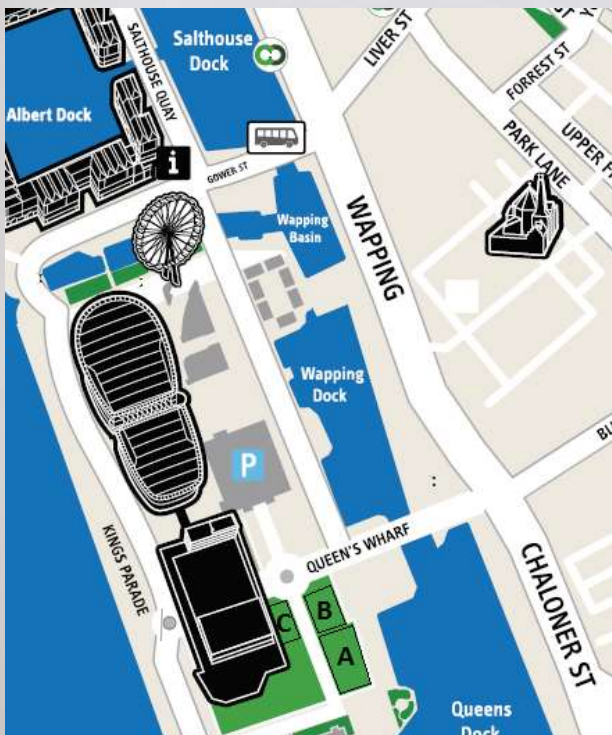 SALTHOUSE QUAY
Salthouse
Dock
LIVER ST
ST
FORREST ST
Albert Dock
PARK LANE
UPPER
i
GOWER ST
Wapping
Basin
WAPPING
Wapping
Dock
P
KINGS PARADE
QUEEN'S WHARF
CHALONER ST
C
B
A
Queens
Dock